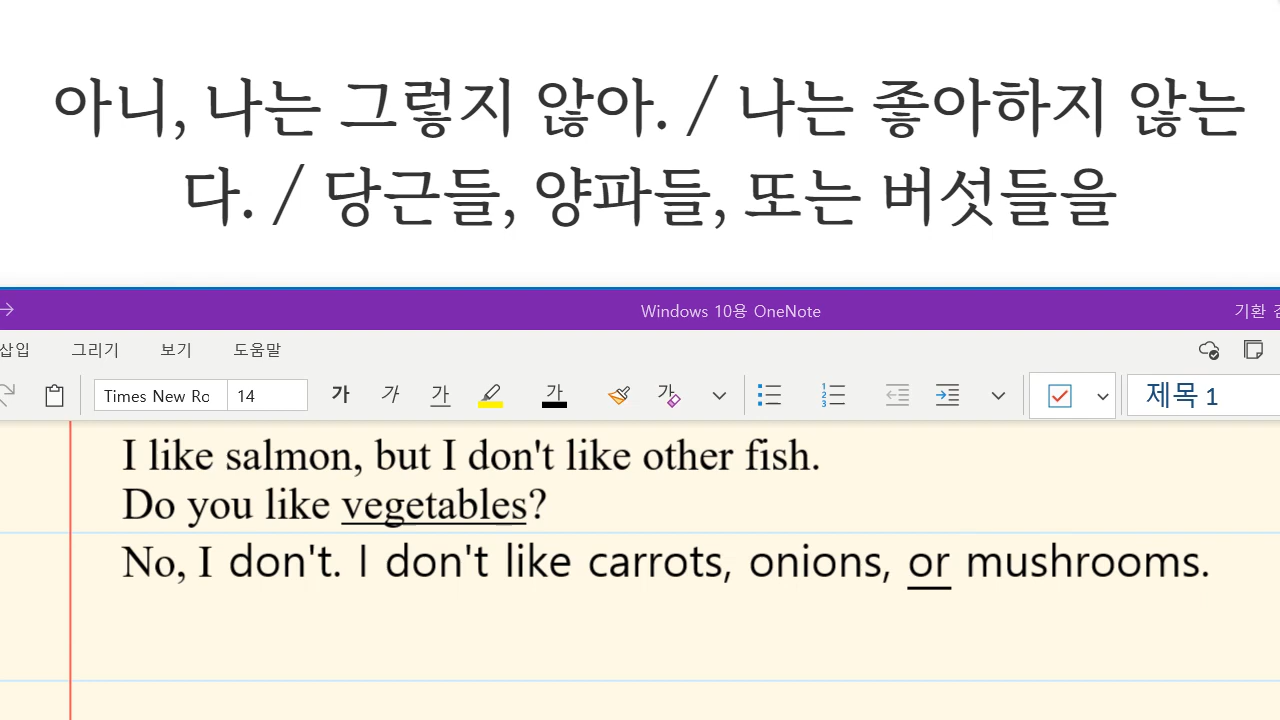 아니, 나는 그렇지 않아. / 나는 좋아하지 않는
다. / 당근들, 양파들, 또는 버섯들을
Windows 10용 OneNote 기환
삽입 그리기 보기 도움말
Times New Ro 14 가 가 가 가 가 제목 1
I like salmon, but I don't like other fish.
Do you like vegetables?
No, I don't. I don't like carrots, onions, or mushrooms.